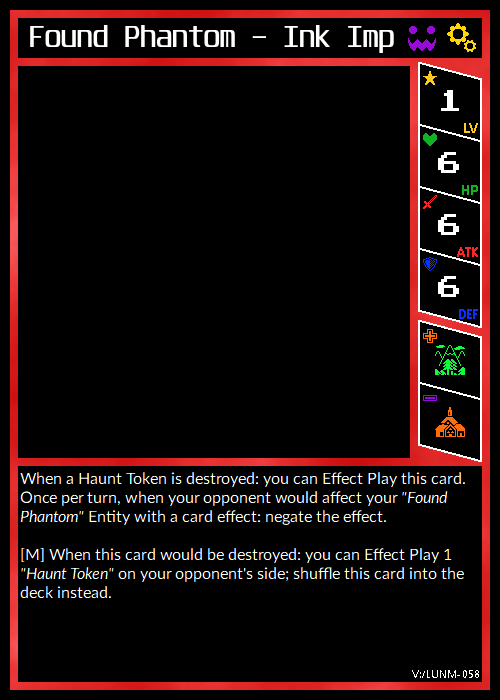 Found Phantom - Ink Imp
1
LV
6
HP
6
ATK
6
DEF
When a Haunt Token is destroyed: you can Effect Play this card.
Once per turn, when your opponent would affect your "Found
Phantom" Entity with a card effect: negate the effect.
[M] When this card would be destroyed: you can Effect Play 1
"Haunt Token" on your opponent's side; shuffle this card into the
deck instead.
V:/LUNM-058